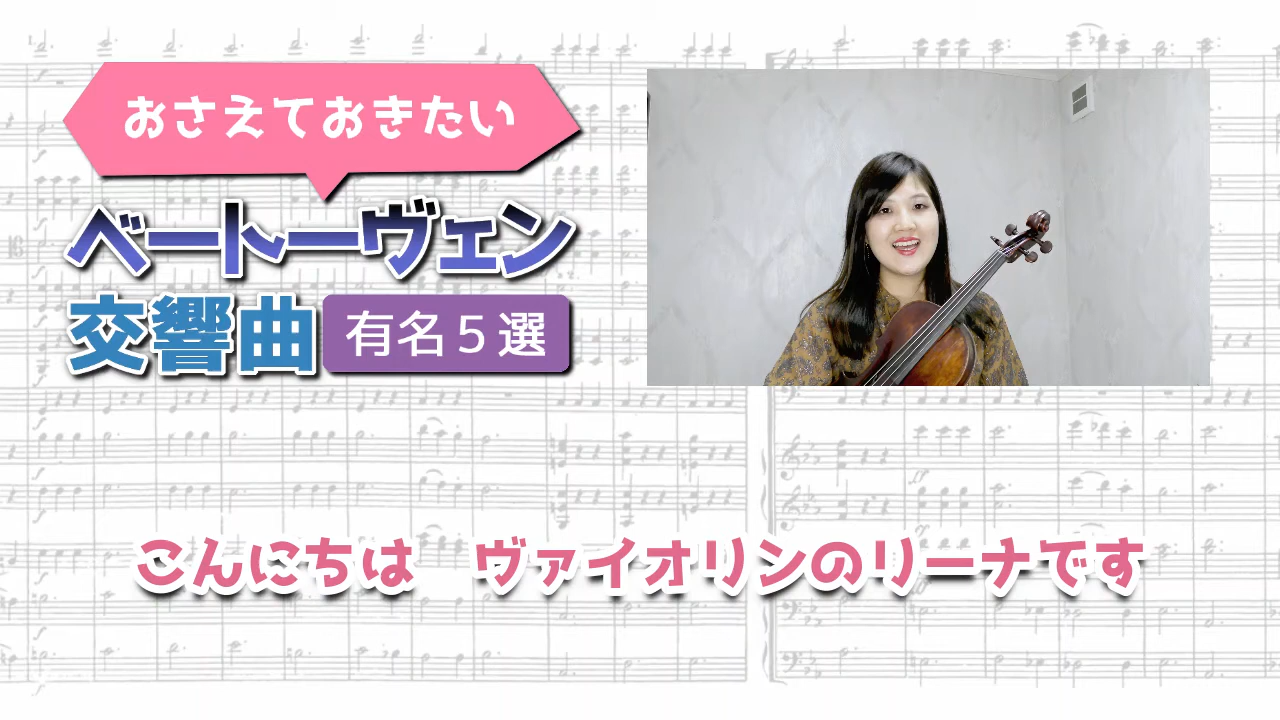 おさえておきたい
ベートーヴェン
交響曲 有名５選
こんにちは　ヴァイオリンのリーナです